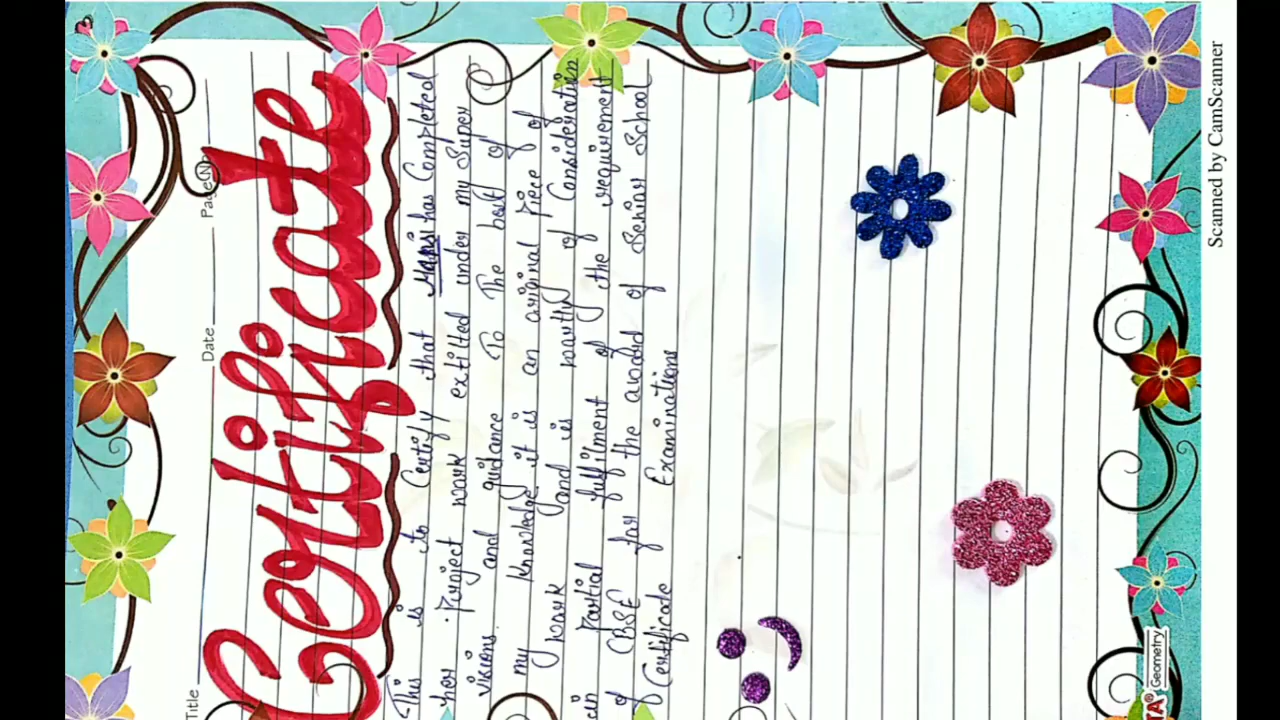 Title Date Page No
Certificate
This is to Certify that Mansi has Completed
her Project work extitled under my Super
visions and guidance To The best of
my knowledge it is an original piece of
work and is worthy of Consideration
in Partial fulfilment of the requirement
of CBSE for the award of Senior School
Certificate Examinations
Geometry
Scanned by CamScanner